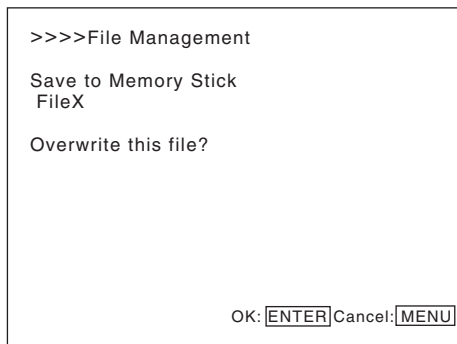 >>>>File Management
Save to Memory Stick
FileX
Overwrite this file?
OK: ENTER Cancel: MENU